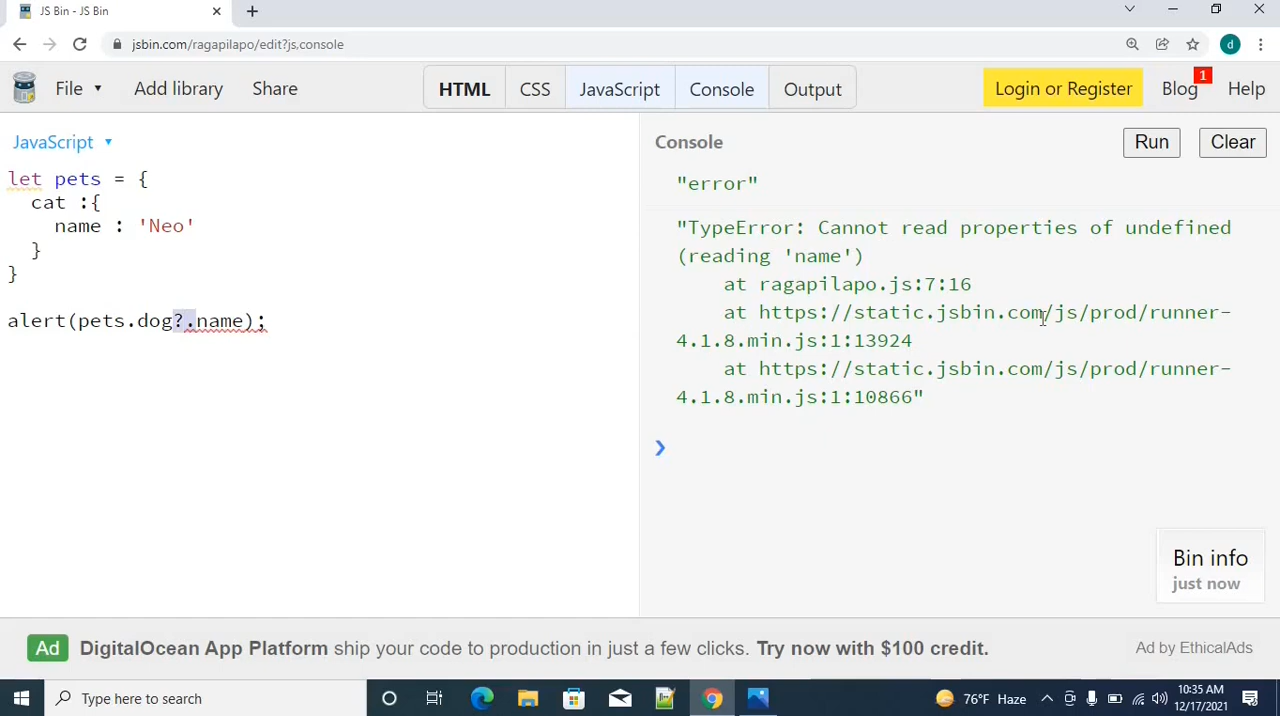 JS Bin - JS Bin
jsbin.com/ragapilapo/edit?js,console
d
File
Add library
Share
HTML
CSS
JavaScript
Console
Output
Login or Register
Blog
1
Help
JavaScript
Console
Run
Clear
let pets = {
cat :{
name : 'Neo'
}
}
alert(pets.dog?.name);
"error"
"TypeError: Cannot read properties of undefined
(reading 'name')
at ragapilapo.js:7:16
at https://static.jsbin.com/js/prod/runner-
4.1.8.min.js:1:13924
at https://static.jsbin.com/js/prod/runner-
4.1.8.min.js:1:10866"
Bin info
just now
Ad
DigitalOcean App Platform ship your code to production in just a few clicks. Try now with $100 credit.
Ad by EthicalAds
Type here to search
76°F Haze
10:35 AM
12/17/2021